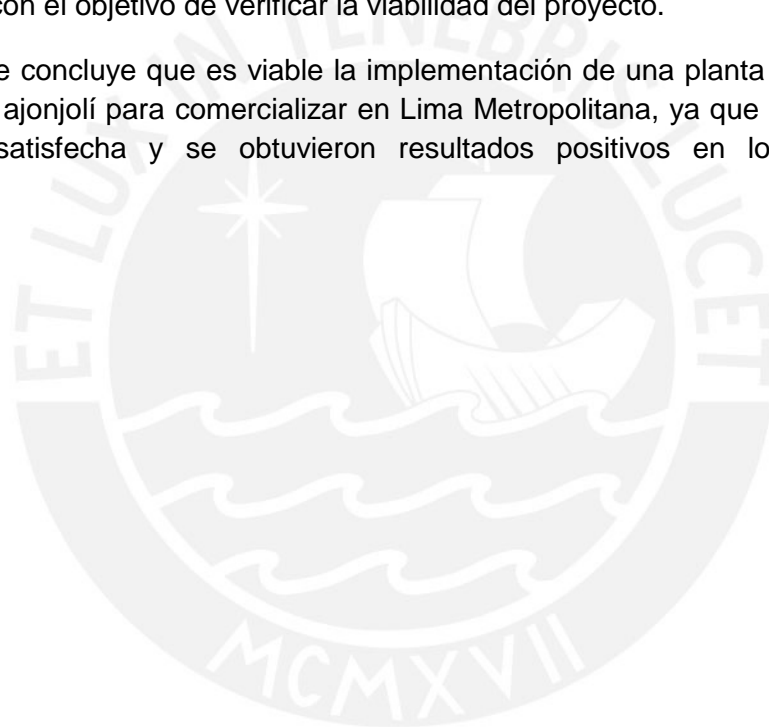 con el objetivo de verificar la viabilidad del proyecto.
e concluye que es viable la implementación de una planta
ajonjolí para comercializar en Lima Metropolitana, ya que
satisfecha y se obtuvieron resultados positivos en lo
ET LUX IN TENEBRIS LUCET
MCMXVII